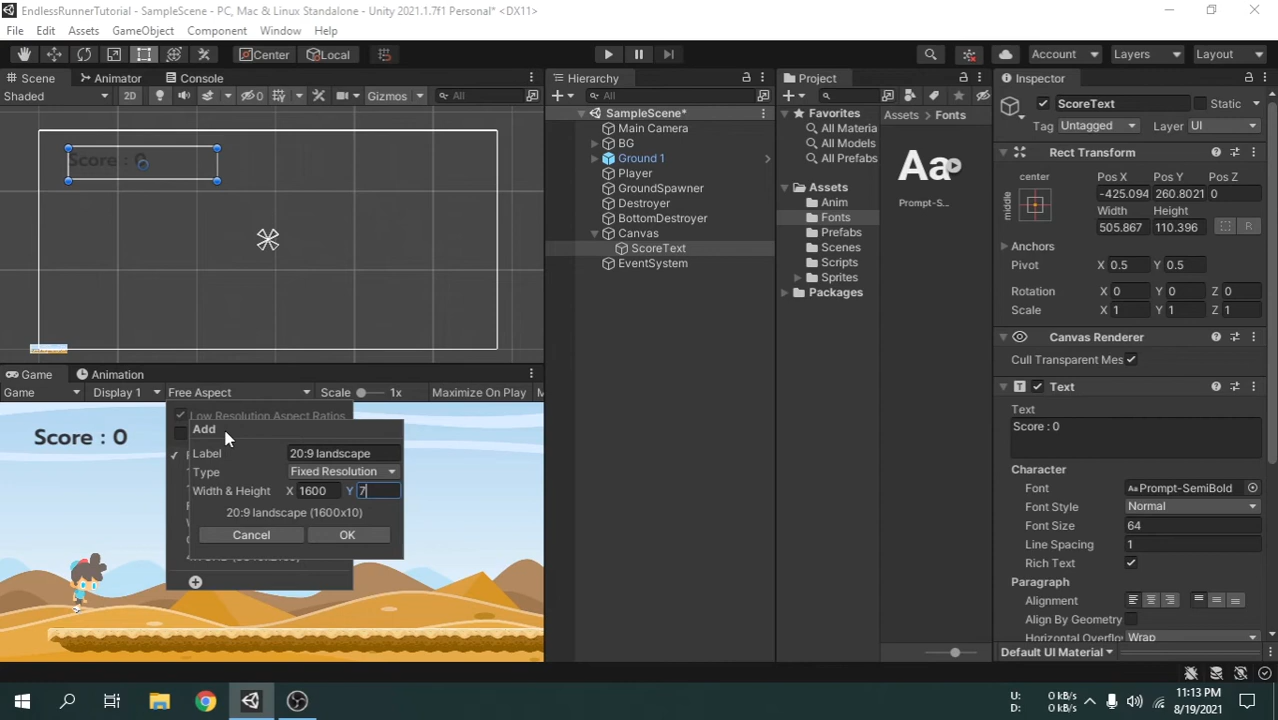 EndlessRunnerTutorial - SampleScene - PC, Mac & Linux Standalone - Unity 2021.1.7f1 Personal* <DX11>
File Edit Assets GameObject Component Window Help
Center Local Account Layers Layout
Scene Animator Console
Shaded 2D 0 Gizmos All
Score : 0
Game Animation
Game Display 1 Free Aspect Scale 1x Maximize On Play M
Low Resolution Aspect Ratios
Score : 0
Add
Label 20:9 landscape
Type Fixed Resolution
Width & Height X 1600 Y 7
20:9 landscape (1600x10)
Cancel OK
Hierarchy
All
SampleScene*
Main Camera
BG
Ground 1
Player
GroundSpawner
Destroyer
BottomDestroyer
Canvas
ScoreText
EventSystem
Project
Favorites
All Materia
All Models
All Prefabs
Assets
Anim
Fonts
Prefabs
Scenes
Scripts
Sprites
Packages
Assets Fonts
Aa
Prompt-S...
Inspector
ScoreText Static
Tag Untagged Layer UI
Rect Transform
center Pos X Pos Y Pos Z
middle -425.094 260.8021 0
Width Height
505.867 110.396 R
Anchors
Pivot X 0.5 Y 0.5
Rotation X 0 Y 0 Z 0
Scale X 1 Y 1 Z 1
Canvas Renderer
Cull Transparent Mes
Text
Text
Score : 0
Character
Font Aa Prompt-SemiBold
Font Style Normal
Font Size 64
Line Spacing 1
Rich Text
Paragraph
Alignment
Align By Geometry
Horizontal Overflow Wrap
Default UI Material
U: 0 kB/s
D: 0 kB/s
11:13 PM
8/19/2021